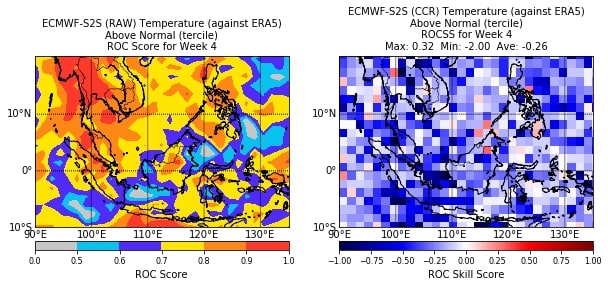 ECMWF-S2S (RAW) Temperature (against ERA5)
Above Normal (tercile)
ROC Score for Week 4
10°N
0°
10°S
90°E 100°E 110°E 120°E 130°E
0.0 0.5 0.6 0.7 0.8 0.9 1.0
ROC Score
ECMWF-S2S (CCR) Temperature (against ERA5)
Above Normal (tercile)
ROCSS for Week 4
Max: 0.32 Min: -2.00 Ave: -0.26
10°N
0°
10°S
90°E 100°E 110°E 120°E 130°E
−1.00 −0.75 −0.50 −0.25 0.00 0.25 0.50 0.75 1.00
ROC Skill Score